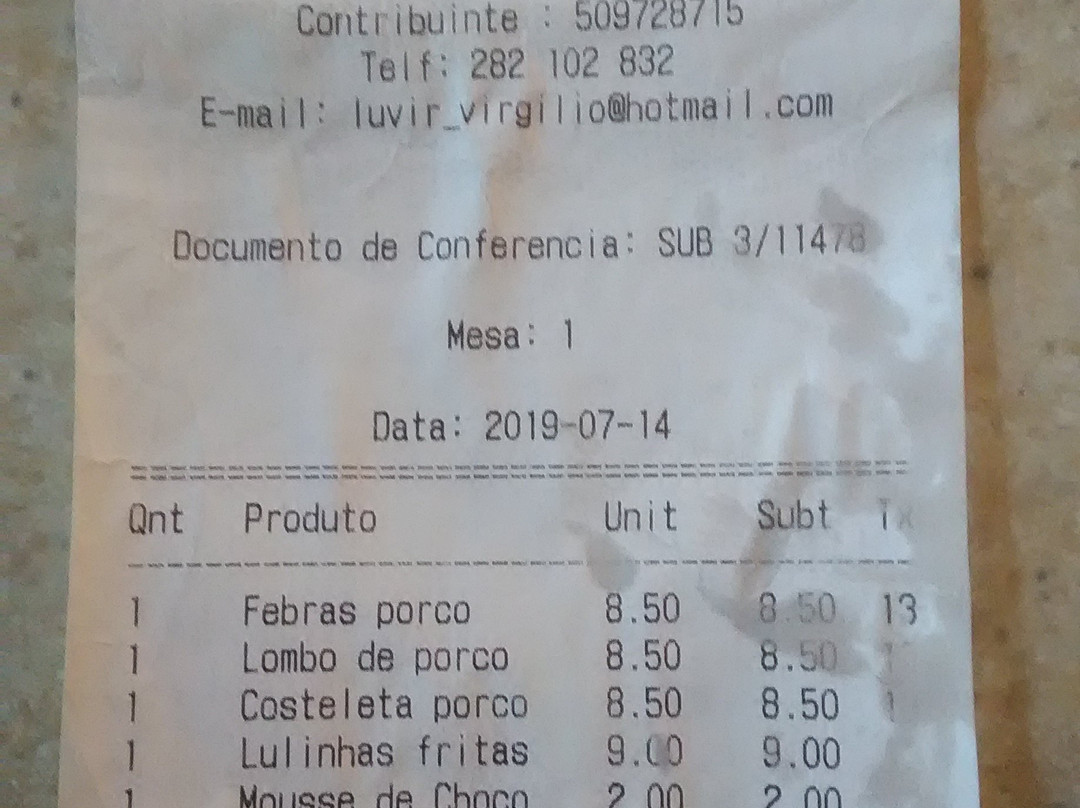 Contribuinte : 509728715
Telf: 282 102 832
E-mail: luvir_virgilio@hotmail.com
Documento de Conferencia: SUB 3/11478
Mesa: 1
Data: 2019-07-14
Qnt Produto Unit Subt Tx
1 Febras porco 8.50 8.50 13
1 Lombo de porco 8.50 8.50
1 Costeleta porco 8.50 8.50
1 Lulinhas fritas 9.00 9.00
1 Mousse de Choco 2.00 2.00